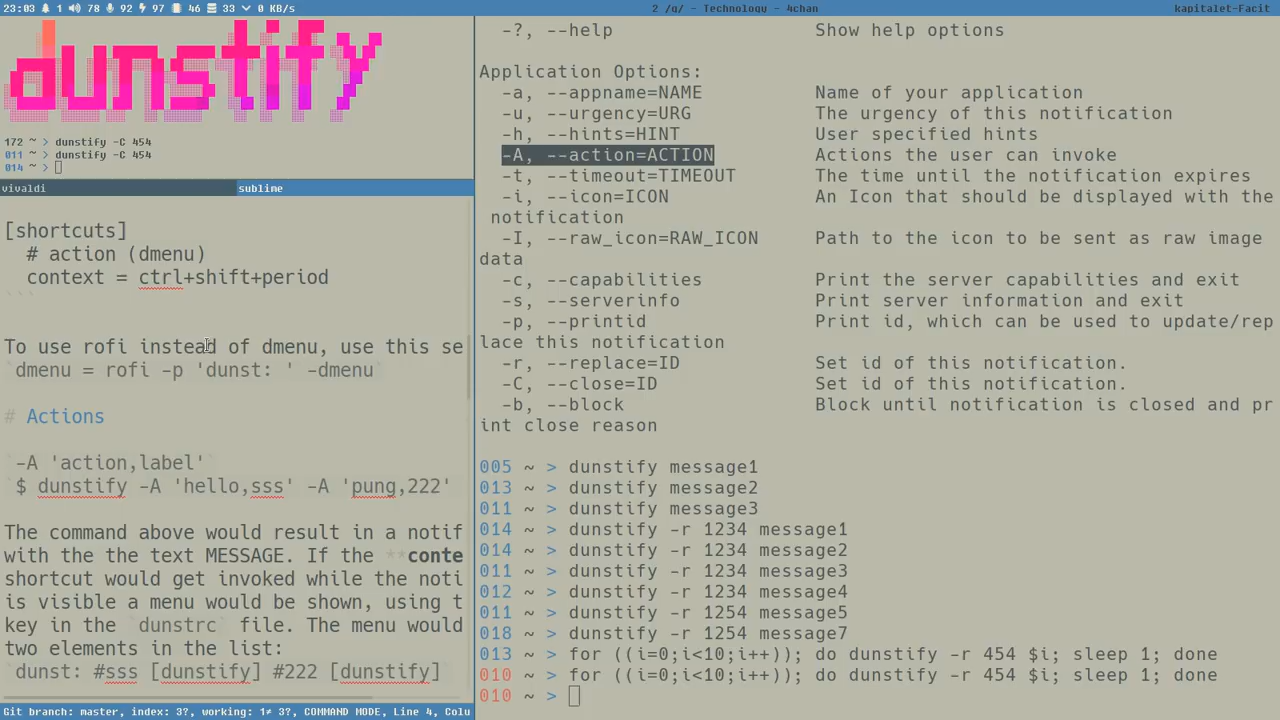 23:03 1 78 92 97 46 33 0 KB/s
2 /g/ - Technology - 4chan
kapitalet-Facit
dunstify
172 ~ > dunstify -C 454
011 ~ > dunstify -C 454
014 ~ >
vivaldi
sublime
[shortcuts]
# action (dmenu)
context = ctrl+shift+period
```
To use rofi instead of dmenu, use this se
`dmenu = rofi -p 'dunst: ' -dmenu`
# Actions
`-A 'action,label'`
`$ dunstify -A 'hello,sss' -A 'pung,222'
The command above would result in a notif
with the the text MESSAGE. If the **conte
shortcut would get invoked while the noti
is visible a menu would be shown, using t
key in the `dunstrc` file. The menu would
two elements in the list:
`dunst: #sss [dunstify] #222 [dunstify]`
Git branch: master, index: 3?, working: 1≠ 3?, COMMAND MODE, Line 4, Colu
-?, --help Show help options
Application Options:
-a, --appname=NAME Name of your application
-u, --urgency=URG The urgency of this notification
-h, --hints=HINT User specified hints
-A, --action=ACTION Actions the user can invoke
-t, --timeout=TIMEOUT The time until the notification expires
-i, --icon=ICON An Icon that should be displayed with the
notification
-I, --raw_icon=RAW_ICON Path to the icon to be sent as raw image
data
-c, --capabilities Print the server capabilities and exit
-s, --serverinfo Print server information and exit
-p, --printid Print id, which can be used to update/rep
lace this notification
-r, --replace=ID Set id of this notification.
-C, --close=ID Set id of this notification.
-b, --block Block until notification is closed and pr
int close reason
005 ~ > dunstify message1
013 ~ > dunstify message2
011 ~ > dunstify message3
014 ~ > dunstify -r 1234 message1
014 ~ > dunstify -r 1234 message2
011 ~ > dunstify -r 1234 message3
012 ~ > dunstify -r 1234 message4
011 ~ > dunstify -r 1254 message5
018 ~ > dunstify -r 1254 message7
013 ~ > for ((i=0;i<10;i++)); do dunstify -r 454 $i; sleep 1; done
010 ~ > for ((i=0;i<10;i++)); do dunstify -r 454 $i; sleep 1; done
010 ~ >